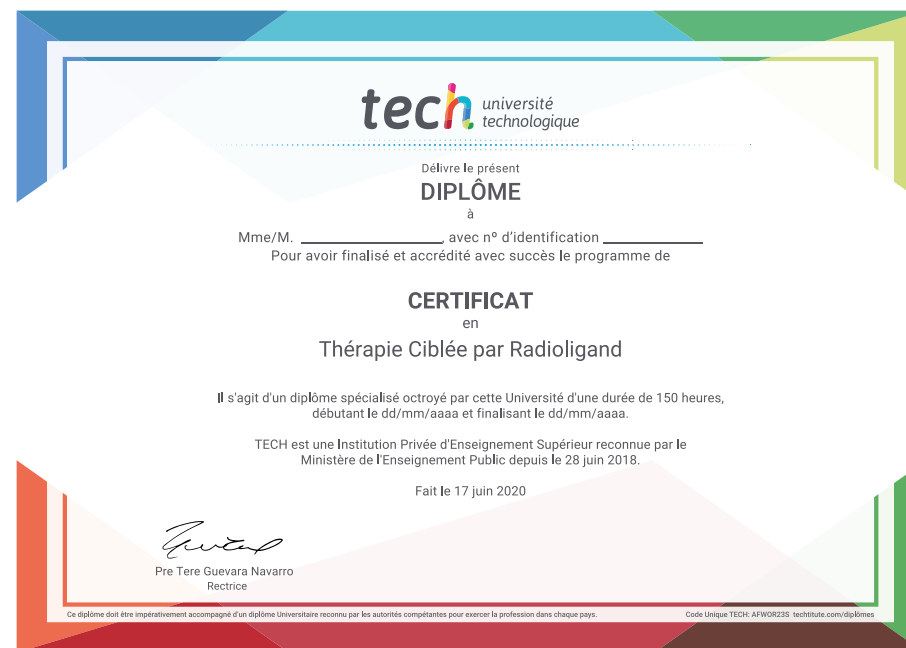 tech université
technologique
Délivre le présent
DIPLÔME
à
Mme/M. ____________________, avec nº d'identification ______________
Pour avoir finalisé et accrédité avec succès le programme de
CERTIFICAT
en
Thérapie Ciblée par Radioligand
Il s'agit d'un diplôme spécialisé octroyé par cette Université d'une durée de 150 heures,
débutant le dd/mm/aaaa et finalisant le dd/mm/aaaa.
TECH est une Institution Privée d'Enseignement Supérieur reconnue par le
Ministère de l'Enseignement Public depuis le 28 juin 2018.
Fait le 17 juin 2020
Pre Tere Guevara Navarro
Rectrice
Ce diplôme doit être impérativement accompagné d'un diplôme Universitaire reconnu par les autorités compétantes pour exercer la profession dans chaque pays.
Code Unique TECH: AFWOR23S techtitute.com/diplomes